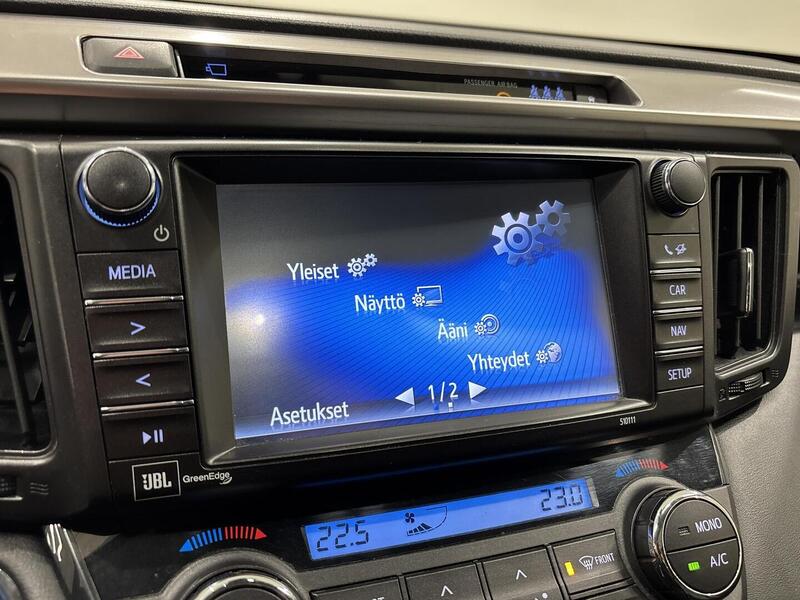 PASSENGER AIR BAG
MEDIA
>
<
JBL
GreenEdge
Yleiset
Näyttö
Ääni
Yhteydet
1/2
Asetukset
510111
CAR
NAV
SETUP
22.5
23.0
FRONT
MONO
A/C